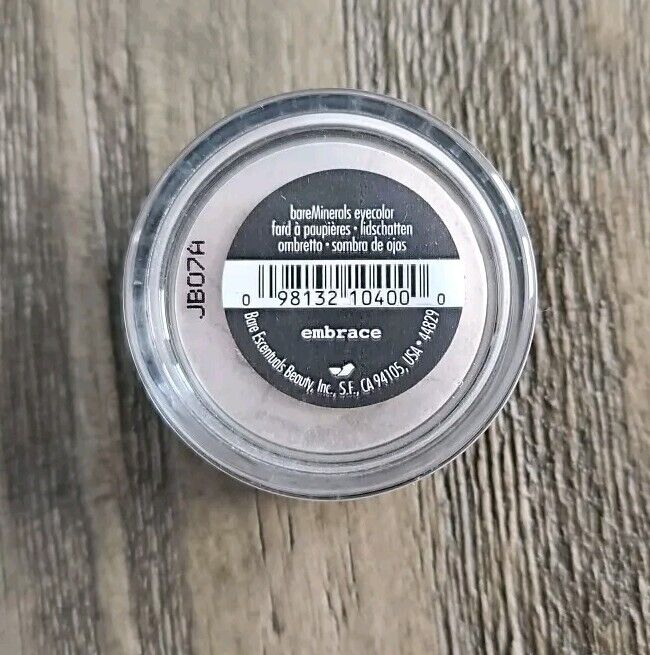 bareMinerals eyecolor
fard à paupières • lidschatten
ombretto • sombra de ojas
0 98132 10400 0
embrace
Bare Escentuals Beauty, Inc., S.F., CA 94105, USA • 44829
JB07A